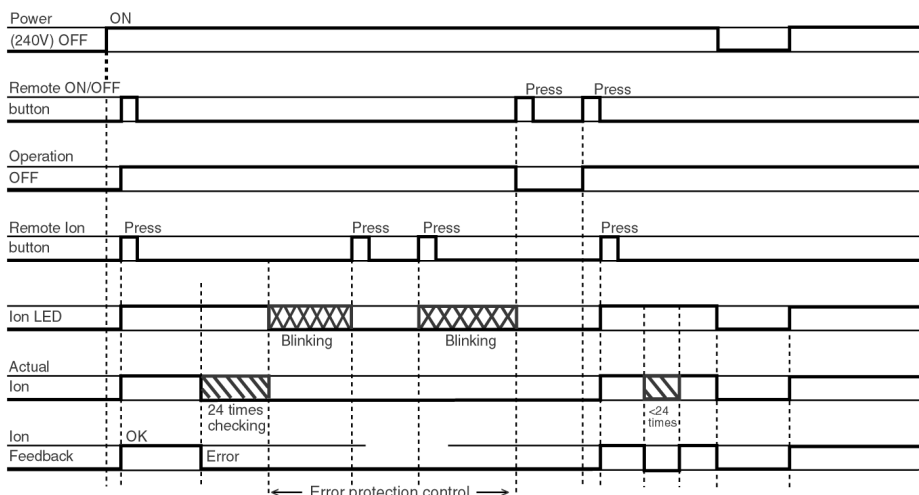 Power
ON
(240V) OFF
Remote ON/OFF
Press
Press
button
Operation
OFF
Remote Ion
Press
Press
Press
Press
button
Ion LED
Blinking
Blinking
Actual
Ion
24 times
checking
<24
times
Ion
OK
Feedback
Error
Error protection control